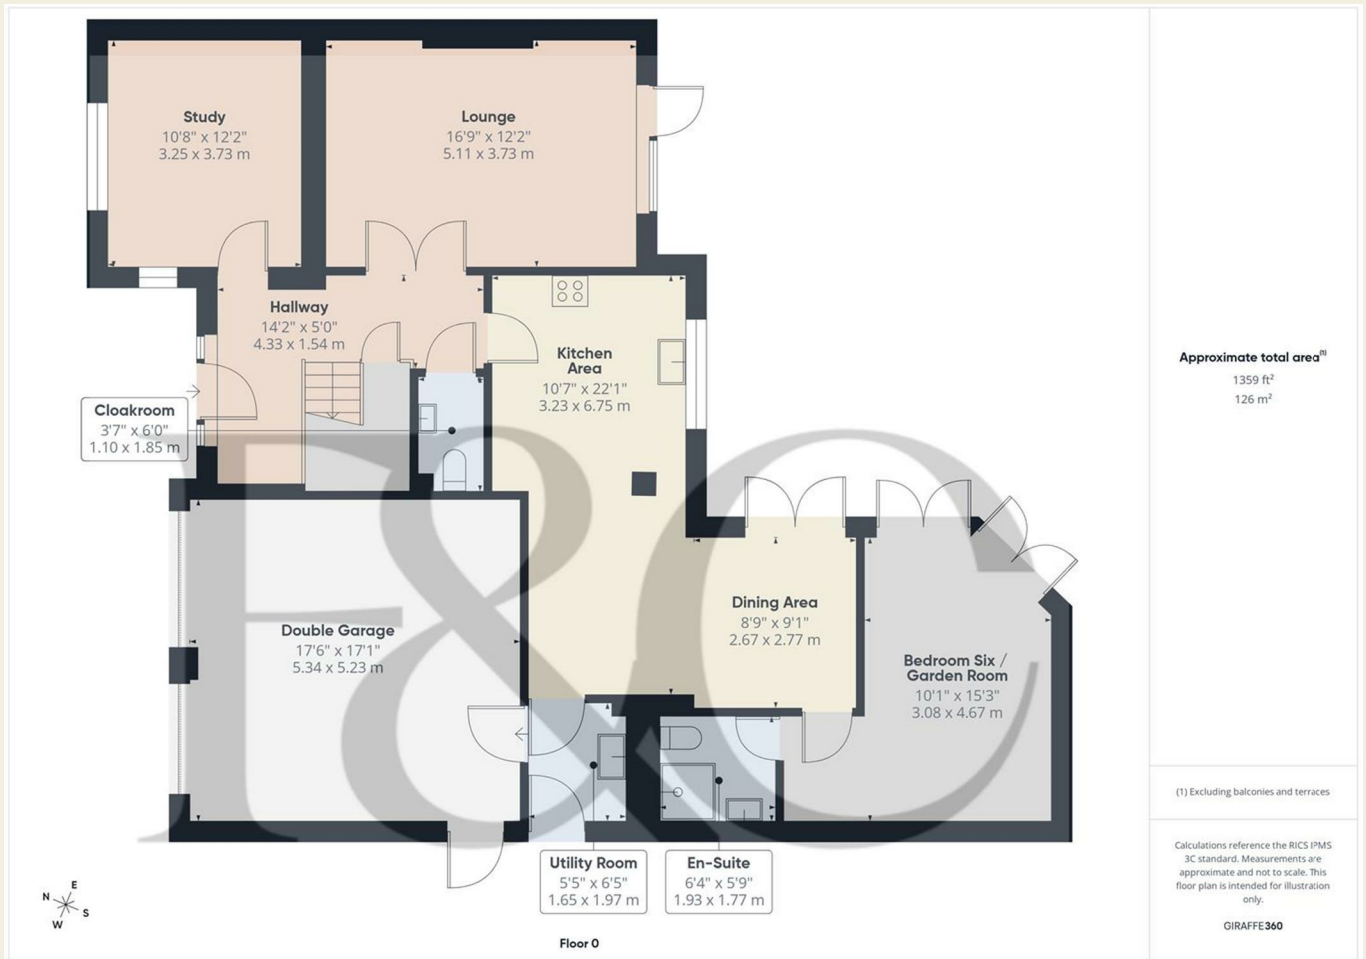 Study
10'8" x 12'2"
3.25 x 3.73 m
Lounge
16'9" x 12'2"
5.11 x 3.73 m
Hallway
14'2" x 5'0"
4.33 x 1.54 m
Kitchen
Area
10'7" x 22'1"
3.23 x 6.75 m
Cloakroom
3'7" x 6'0"
1.10 x 1.85 m
Double Garage
17'6" x 17'1"
5.34 x 5.23 m
Dining Area
8'9" x 9'1"
2.67 x 2.77 m
Bedroom Six /
Garden Room
10'1" x 15'3"
3.08 x 4.67 m
Utility Room
5'5" x 6'5"
1.65 x 1.97 m
En-Suite
6'4" x 5'9"
1.93 x 1.77 m
F&C
N
E
S
W
Floor 0
Approximate total area(1)
1359 ft²
126 m²
(1) Excluding balconies and terraces
Calculations reference the RICS IPMS
3C standard. Measurements are
approximate and not to scale. This
floor plan is intended for illustration
only.
GIRAFFE360